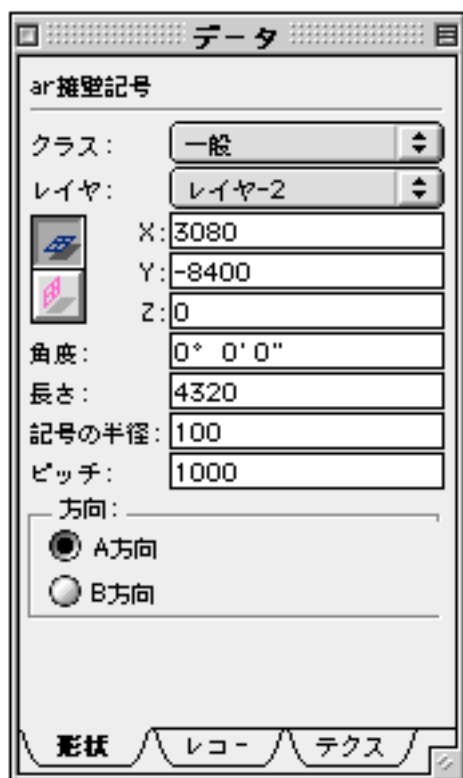 データ
ar擁壁記号
クラス: 一般
レイヤ: レイヤ-2
X: 3080
Y: -8400
Z: 0
角度: 0° 0'0"
長さ: 4320
記号の半径: 100
ピッチ: 1000
方向:
A方向
B方向
形状 レコー テクス